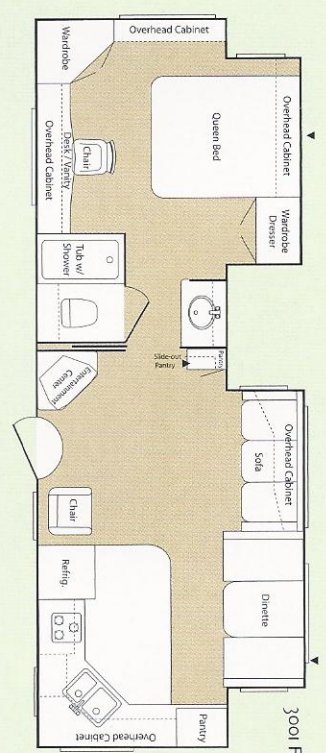 Overhead Cabinet
Wardrobe
Overhead Cabinet
Queen Bed
Chair
Desk / Vanity
Overhead Cabinet
Wardrobe
Dresser
Tub w/
Shower
Slide-out
Pantry
Pantry
Entertainment
Center
Overhead Cabinet
Sofa
Chair
Refrig.
Dinette
Overhead Cabinet
Pantry
3001